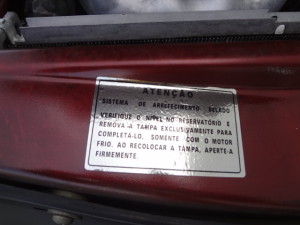 ATENÇÃO
SISTEMA DE ARREFECIMENTO SELADO
VERIFIQUE O NÍVEL NO RESERVATÓRIO E
REMOVA A TAMPA EXCLUSIVAMENTE PARA
COMPLETÁ-LO, SOMENTE COM O MOTOR
FRIO. AO RECOLOCAR A TAMPA, APERTE-A
FIRMEMENTE.